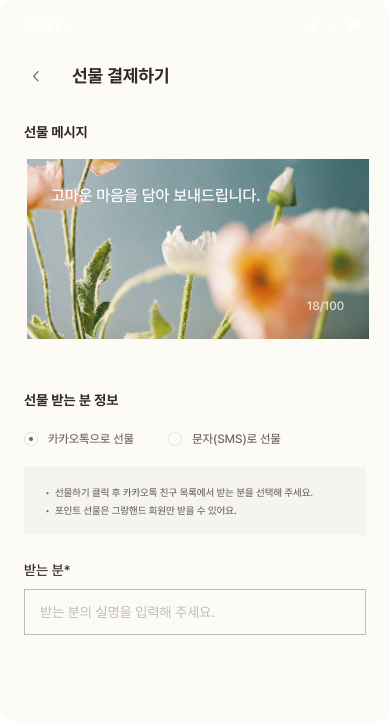 선물 결제하기
선물 메시지
고마운 마음을 담아 보내드립니다.
18/100
선물 받는 분 정보
카카오톡으로 선물
문자(SMS)로 선물
• 선물하기 클릭 후 카카오톡 친구 목록에서 받는 분을 선택해 주세요.
• 포인트 선물은 그랑핸드 회원만 받을 수 있어요.
받는 분*
받는 분의 실명을 입력해 주세요.